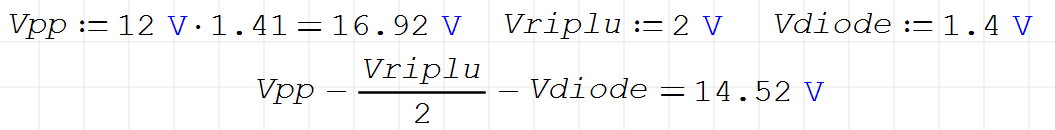 Vpp := 12 V · 1.41 = 16.92 V Vriplu := 2 V Vdiode := 1.4 V
Vpp − Vriplu/2 − Vdiode = 14.52 V